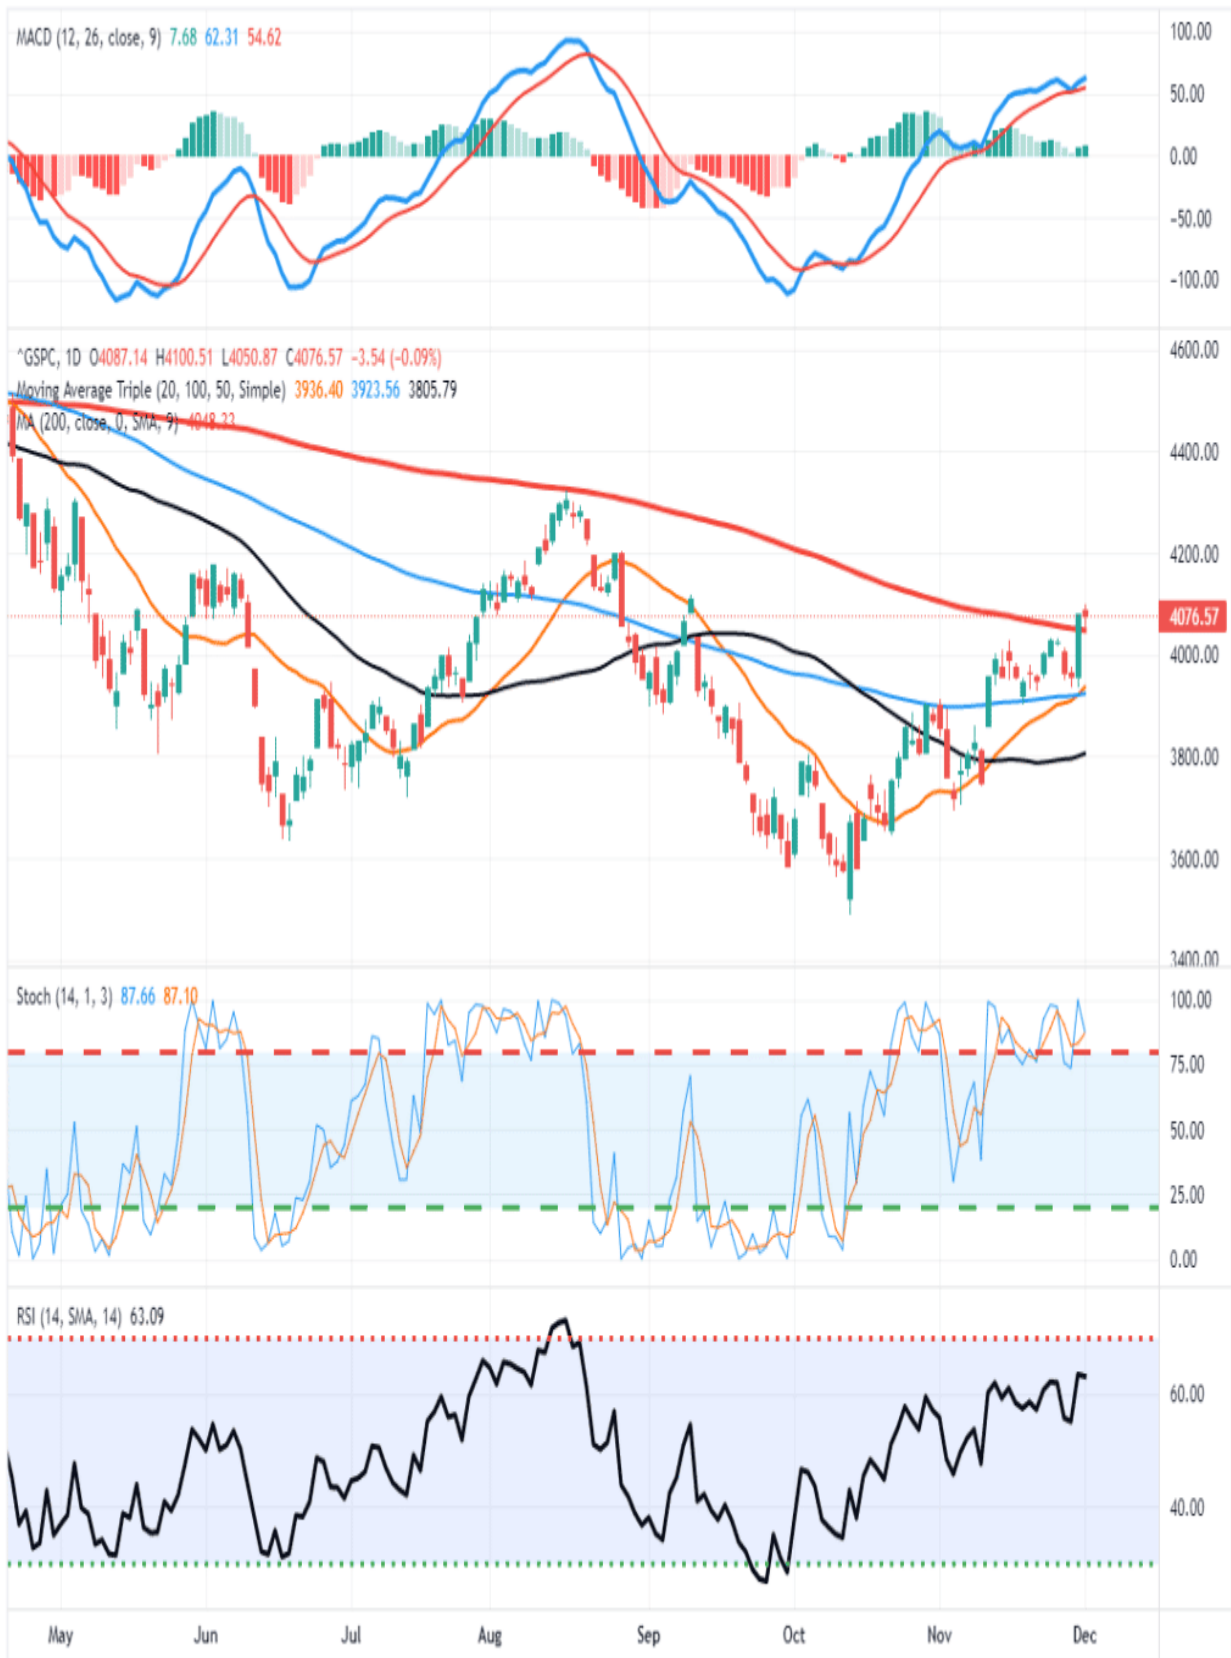 MACD (12, 26, close, 9) 7.68 62.31 54.62
100.00
50.00
0.00
−50.00
−100.00
^GSPC, 1D O4087.14 H4100.51 L4050.87 C4076.57 −3.54 (−0.09%)
Moving Average Triple (20, 100, 50, Simple) 3936.40 3923.56 3805.79
MA (200, close, 0, SMA, 9) 4048.33
4600.00
4400.00
4200.00
4076.57
4000.00
3800.00
3600.00
3400.00
Stoch (14, 1, 3) 87.66 87.10
100.00
75.00
50.00
25.00
0.00
RSI (14, SMA, 14) 63.09
60.00
40.00
May Jun Jul Aug Sep Oct Nov Dec